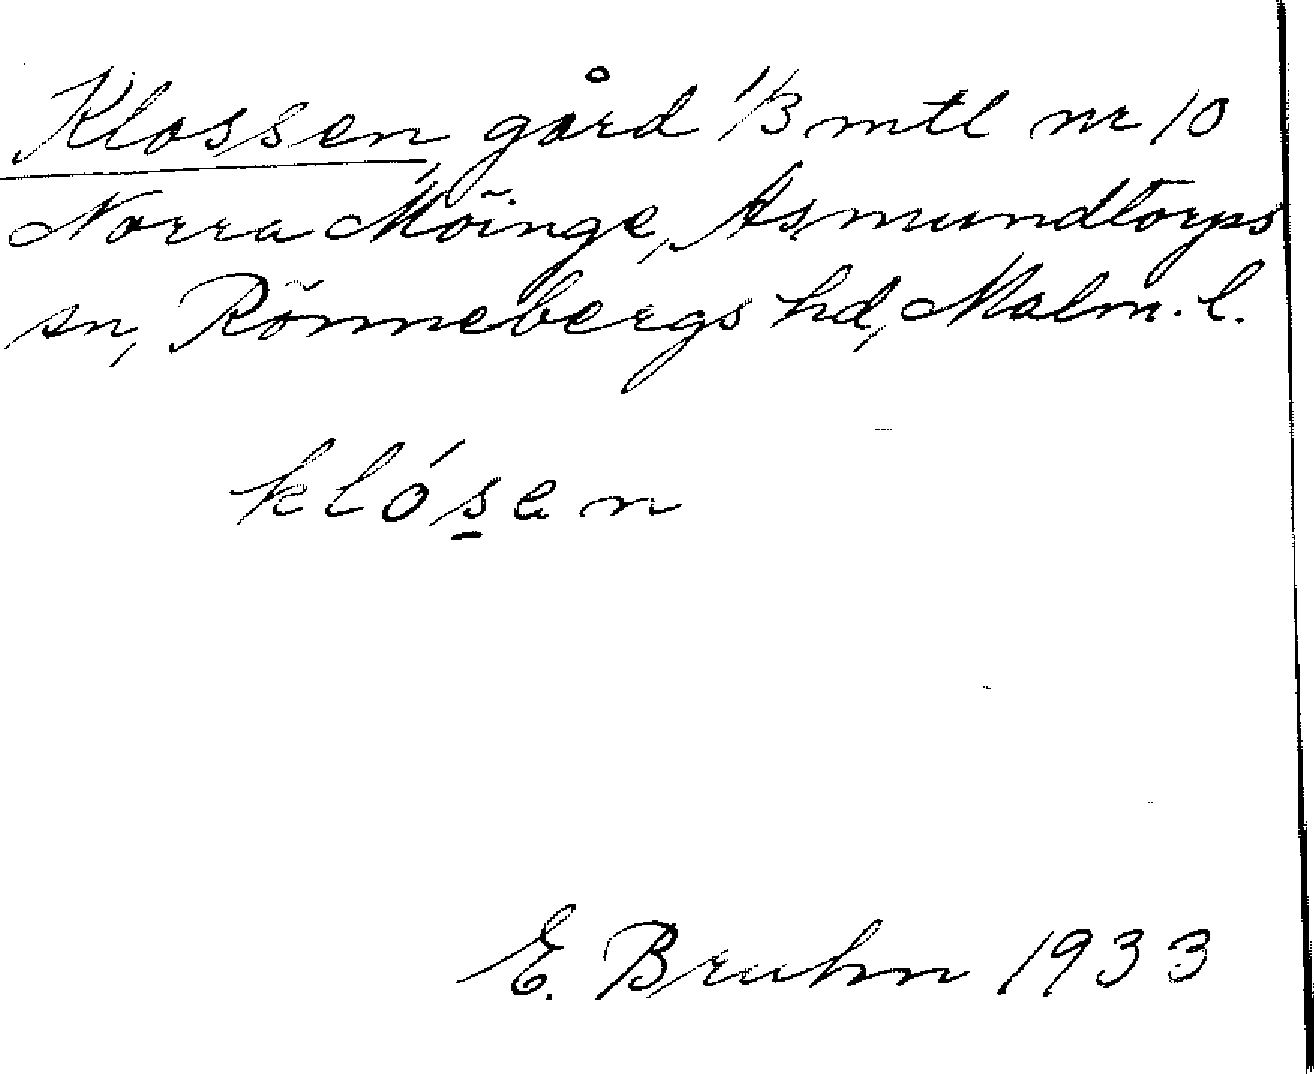 Klossen gård 1/3 mtl nr 10
Norra Möinge, Asmundtorps
sn, Rönnebergs hd, Malm. l.
klósen
E. Bruhn 1933